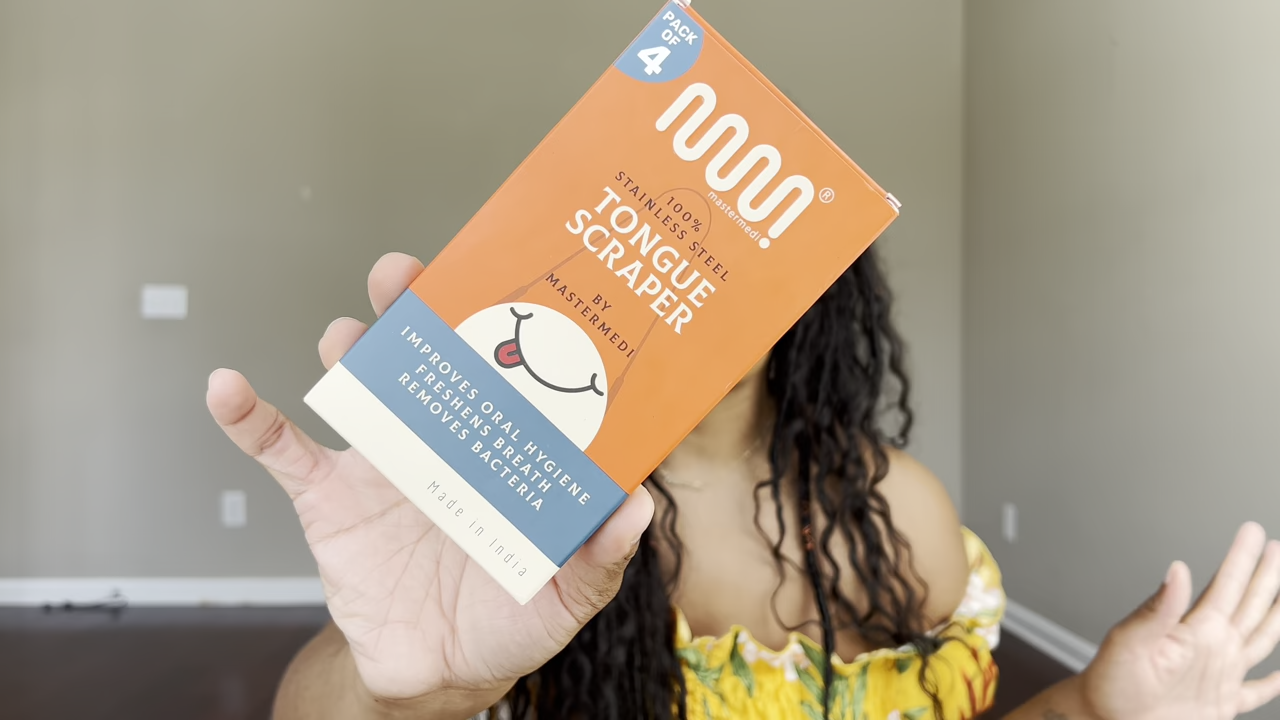 PACK
OF
4
mastermedi
®
100%
STAINLESS STEEL
TONGUE
SCRAPER
BY
MASTERMEDI
IMPROVES ORAL HYGIENE
FRESHENS BREATH
REMOVES BACTERIA
Made in India